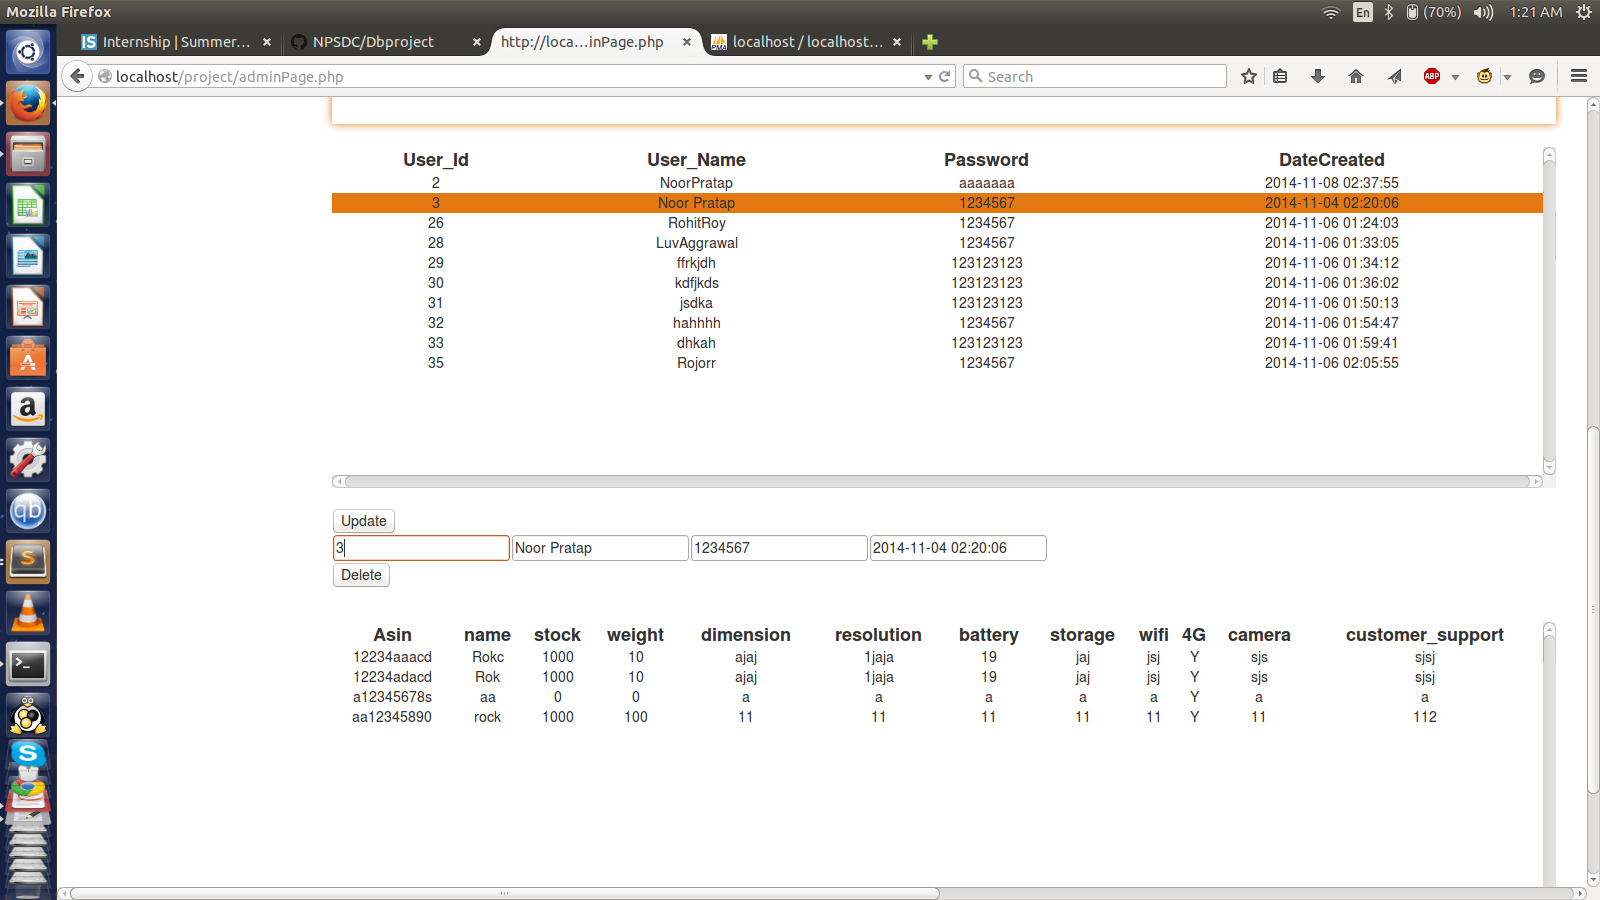 Mozilla Firefox
En (70%) 1:21 AM
Internship | Summer... × NPSDC/Dbproject × http://loca...inPage.php × localhost / localhost... ×
localhost/project/adminPage.php Search ABP
User_Id User_Name Password DateCreated
2 NoorPratap aaaaaaa 2014-11-08 02:37:55
3 Noor Pratap 1234567 2014-11-04 02:20:06
26 RohitRoy 1234567 2014-11-06 01:24:03
28 LuvAggrawal 1234567 2014-11-06 01:33:05
29 ffrkjdh 123123123 2014-11-06 01:34:12
30 kdfjkds 123123123 2014-11-06 01:36:02
31 jsdka 123123123 2014-11-06 01:50:13
32 hahhhh 1234567 2014-11-06 01:54:47
33 dhkah 123123123 2014-11-06 01:59:41
35 Rojorr 1234567 2014-11-06 02:05:55
Update
3 Noor Pratap 1234567 2014-11-04 02:20:06
Delete
Asin name stock weight dimension resolution battery storage wifi 4G camera customer_support
12234aaacd Rokc 1000 10 ajaj 1jaja 19 jaj jsj Y sjs sjsj
12234adacd Rok 1000 10 ajaj 1jaja 19 jaj jsj Y sjs sjsj
a12345678s aa 0 0 a a a a a Y a a
aa12345890 rock 1000 100 11 11 11 11 11 Y 11 112